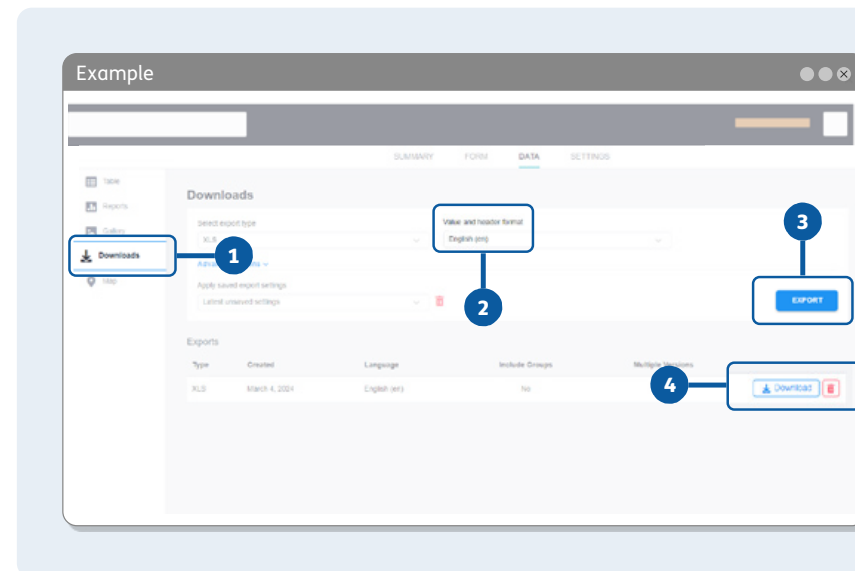 Example
SUMMARY FORM DATA SETTINGS
Table
Reports
Gallery
Downloads
Map
Downloads
Select export type
XLS
Value and header format
English (en)
Apply saved export settings
Latest unsaved settings
EXPORT
1
2
3
4
Exports
Type Created Language Include Groups Multiple Versions
XLS March 4, 2024 English (en) No
Download